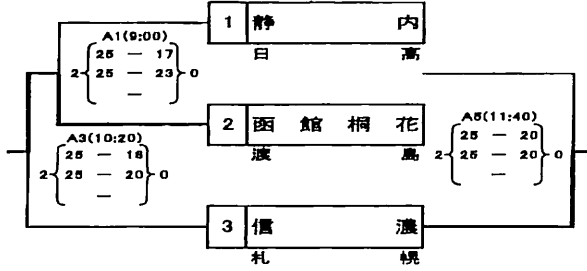 A1(9:00)
25 — 17
2 25 — 23 0
—
1 静内
日高
2 函館桐花
渡島
A3(10:20)
25 — 18
2 25 — 20 0
—
A5(11:40)
25 — 20
2 25 — 20 0
—
3 信濃
札幌